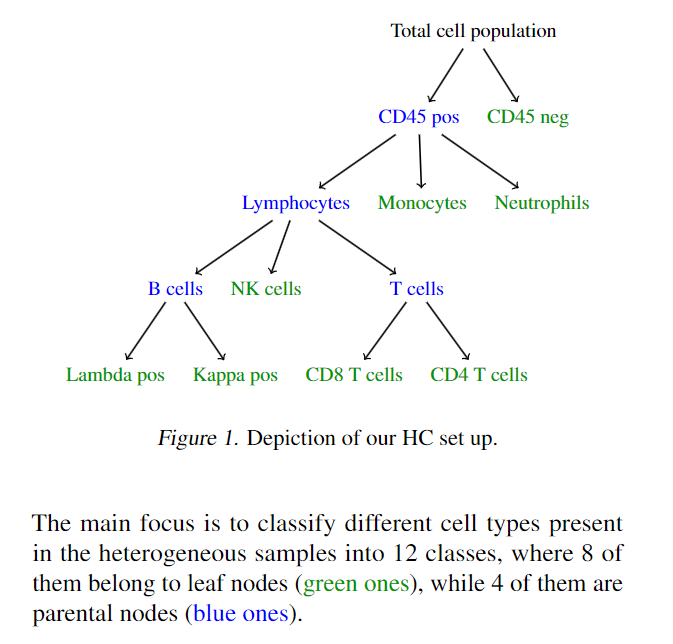 Total cell population
CD45 pos CD45 neg
Lymphocytes Monocytes Neutrophils
B cells NK cells T cells
Lambda pos Kappa pos CD8 T cells CD4 T cells
Figure 1. Depiction of our HC set up.
The main focus is to classify different cell types present
in the heterogeneous samples into 12 classes, where 8 of
them belong to leaf nodes (green ones), while 4 of them are
parental nodes (blue ones).